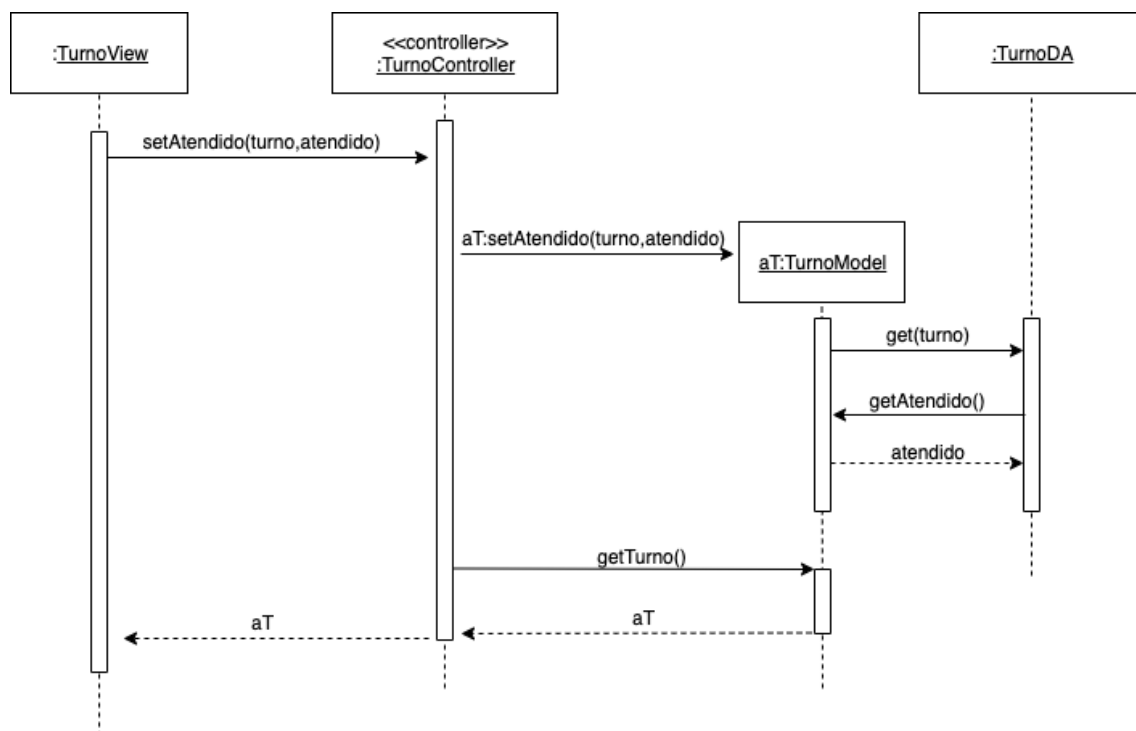 :TurnoView
<<controller>>
:TurnoController
:TurnoDA
setAtendido(turno,atendido)
aT:setAtendido(turno,atendido)
aT:TurnoModel
get(turno)
getAtendido()
atendido
getTurno()
aT
aT